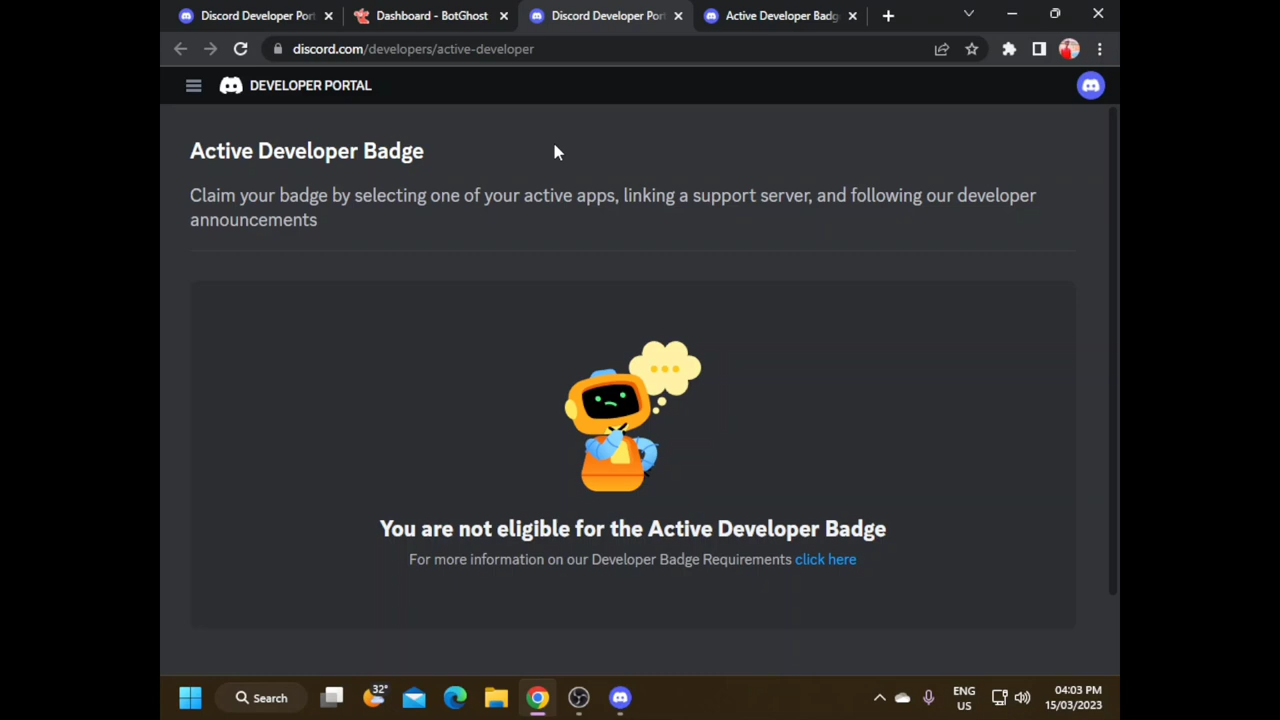 Discord Developer Port
Dashboard - BotGhost
Discord Developer Port
Active Developer Badg
discord.com/developers/active-developer
DEVELOPER PORTAL
Active Developer Badge
Claim your badge by selecting one of your active apps, linking a support server, and following our developer
announcements
You are not eligible for the Active Developer Badge
For more information on our Developer Badge Requirements click here
Search
32°
ENG
US
04:03 PM
15/03/2023